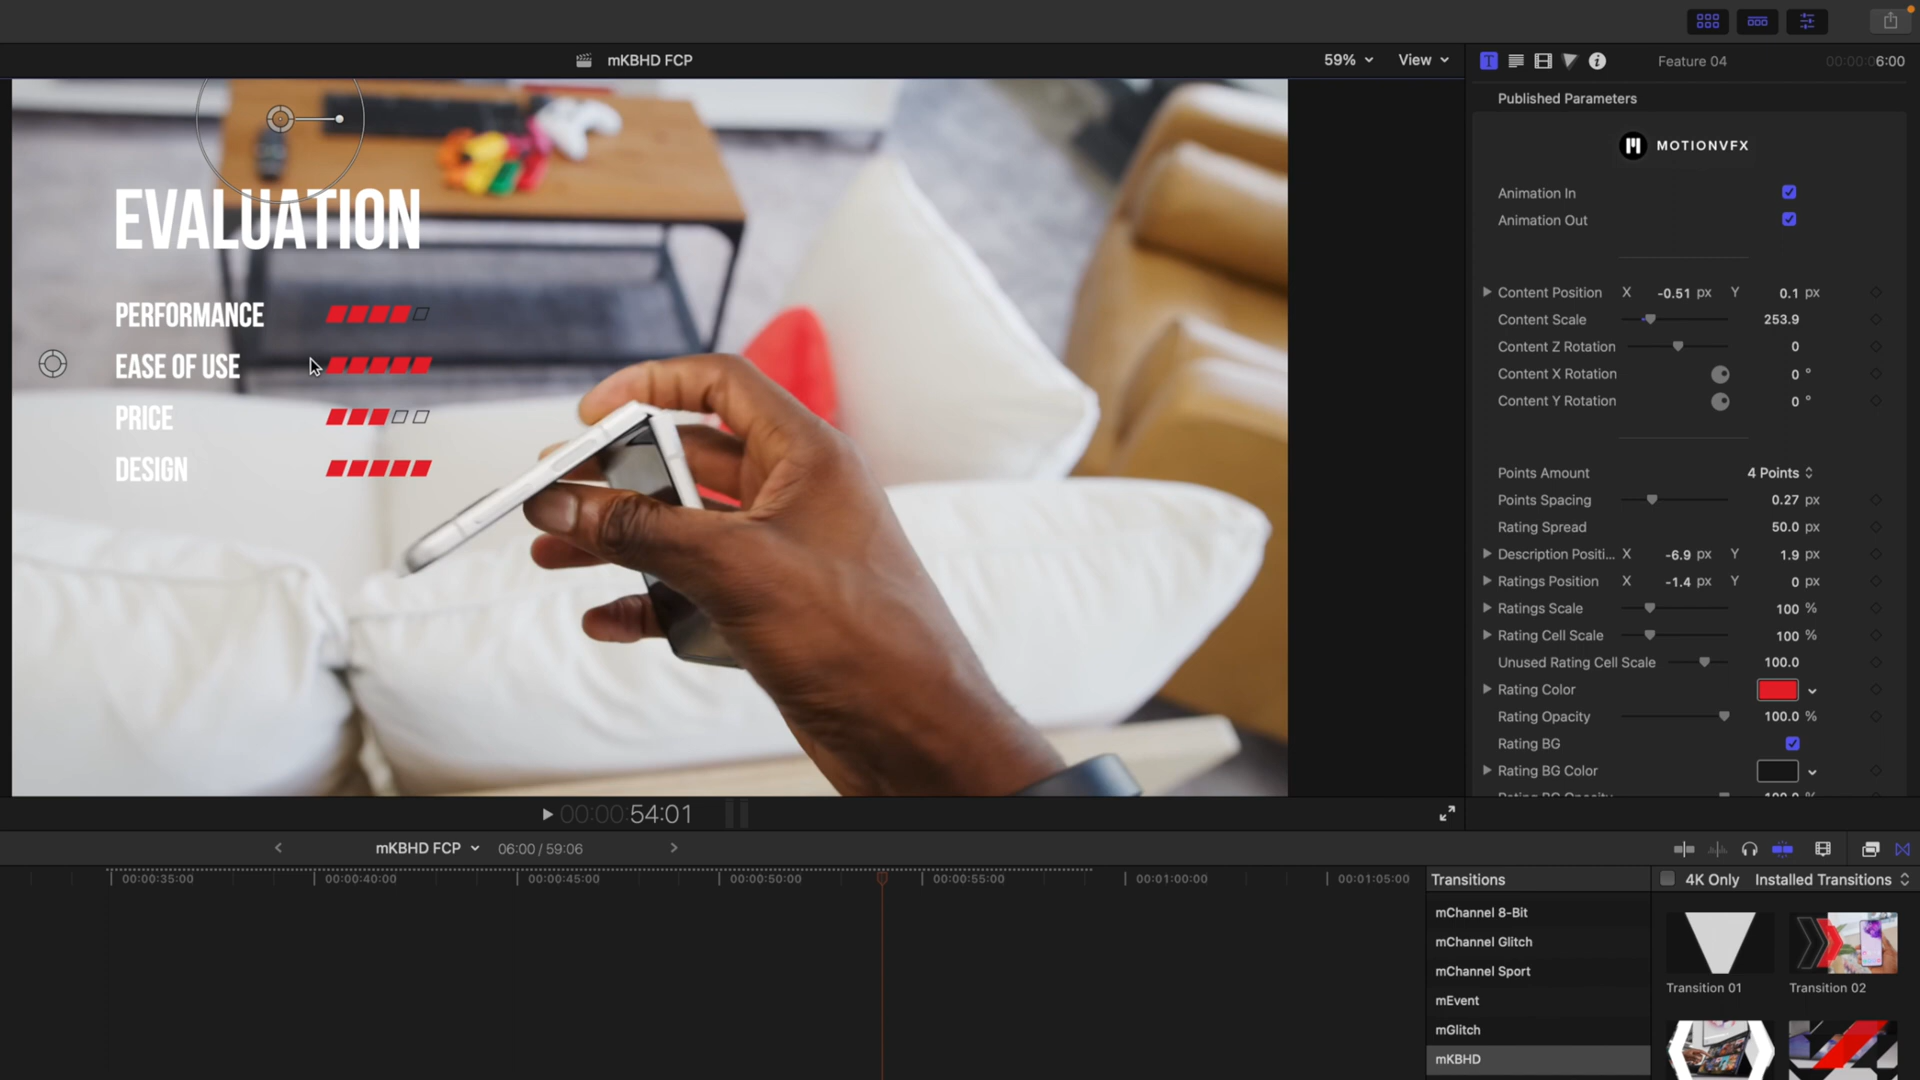 mKBHD FCP
59%
View
T
i
Feature 04
00:00:06:00
Published Parameters
MOTIONVFX
Animation In
Animation Out
Content Position X -0.51 px Y 0.1 px
Content Scale 253.9
Content Z Rotation 0
Content X Rotation 0 °
Content Y Rotation 0 °
Points Amount 4 Points
Points Spacing 0.27 px
Rating Spread 50.0 px
Description Positi... X -6.9 px Y 1.9 px
Ratings Position X -1.4 px Y 0 px
Ratings Scale 100 %
Rating Cell Scale 100 %
Unused Rating Cell Scale 100.0
Rating Color
Rating Opacity 100.0 %
Rating BG
Rating BG Color
Rating BG Opacity 100.0 %
EVALUATION
PERFORMANCE
EASE OF USE
PRICE
DESIGN
00:00:54:01
mKBHD FCP
06:00 / 59:06
00:00:35:00
00:00:40:00
00:00:45:00
00:00:50:00
00:00:55:00
00:01:00:00
00:01:05:00
Transitions
4K Only
Installed Transitions
mChannel 8-Bit
mChannel Glitch
mChannel Sport
mEvent
mGlitch
mKBHD
Transition 01
Transition 02